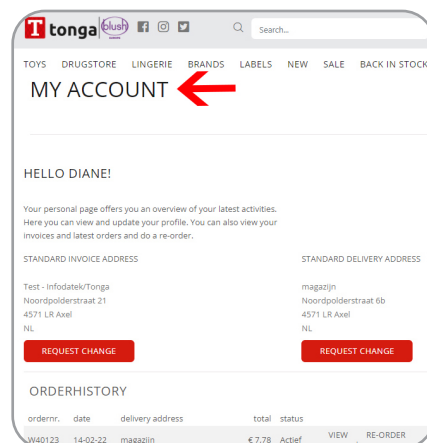 T tonga blush
Search...
TOYS DRUGSTORE LINGERIE BRANDS LABELS NEW SALE BACK IN STOCK
MY ACCOUNT
HELLO DIANE!
Your personal page offers you an overview of your latest activities.
Here you can view and update your profile. You can also view your
invoices and latest orders and do a re-order.
STANDARD INVOICE ADDRESS
Test - Infodatek/Tonga
Noordpolderstraat 21
4571 LR Axel
NL
REQUEST CHANGE
STANDARD DELIVERY ADDRESS
magazijn
Noordpolderstraat 6b
4571 LR Axel
NL
REQUEST CHANGE
ORDERHISTORY
ordernr. date delivery address total status
W40123 14-02-22 magazijn € 7,78 Actief VIEW RE-ORDER